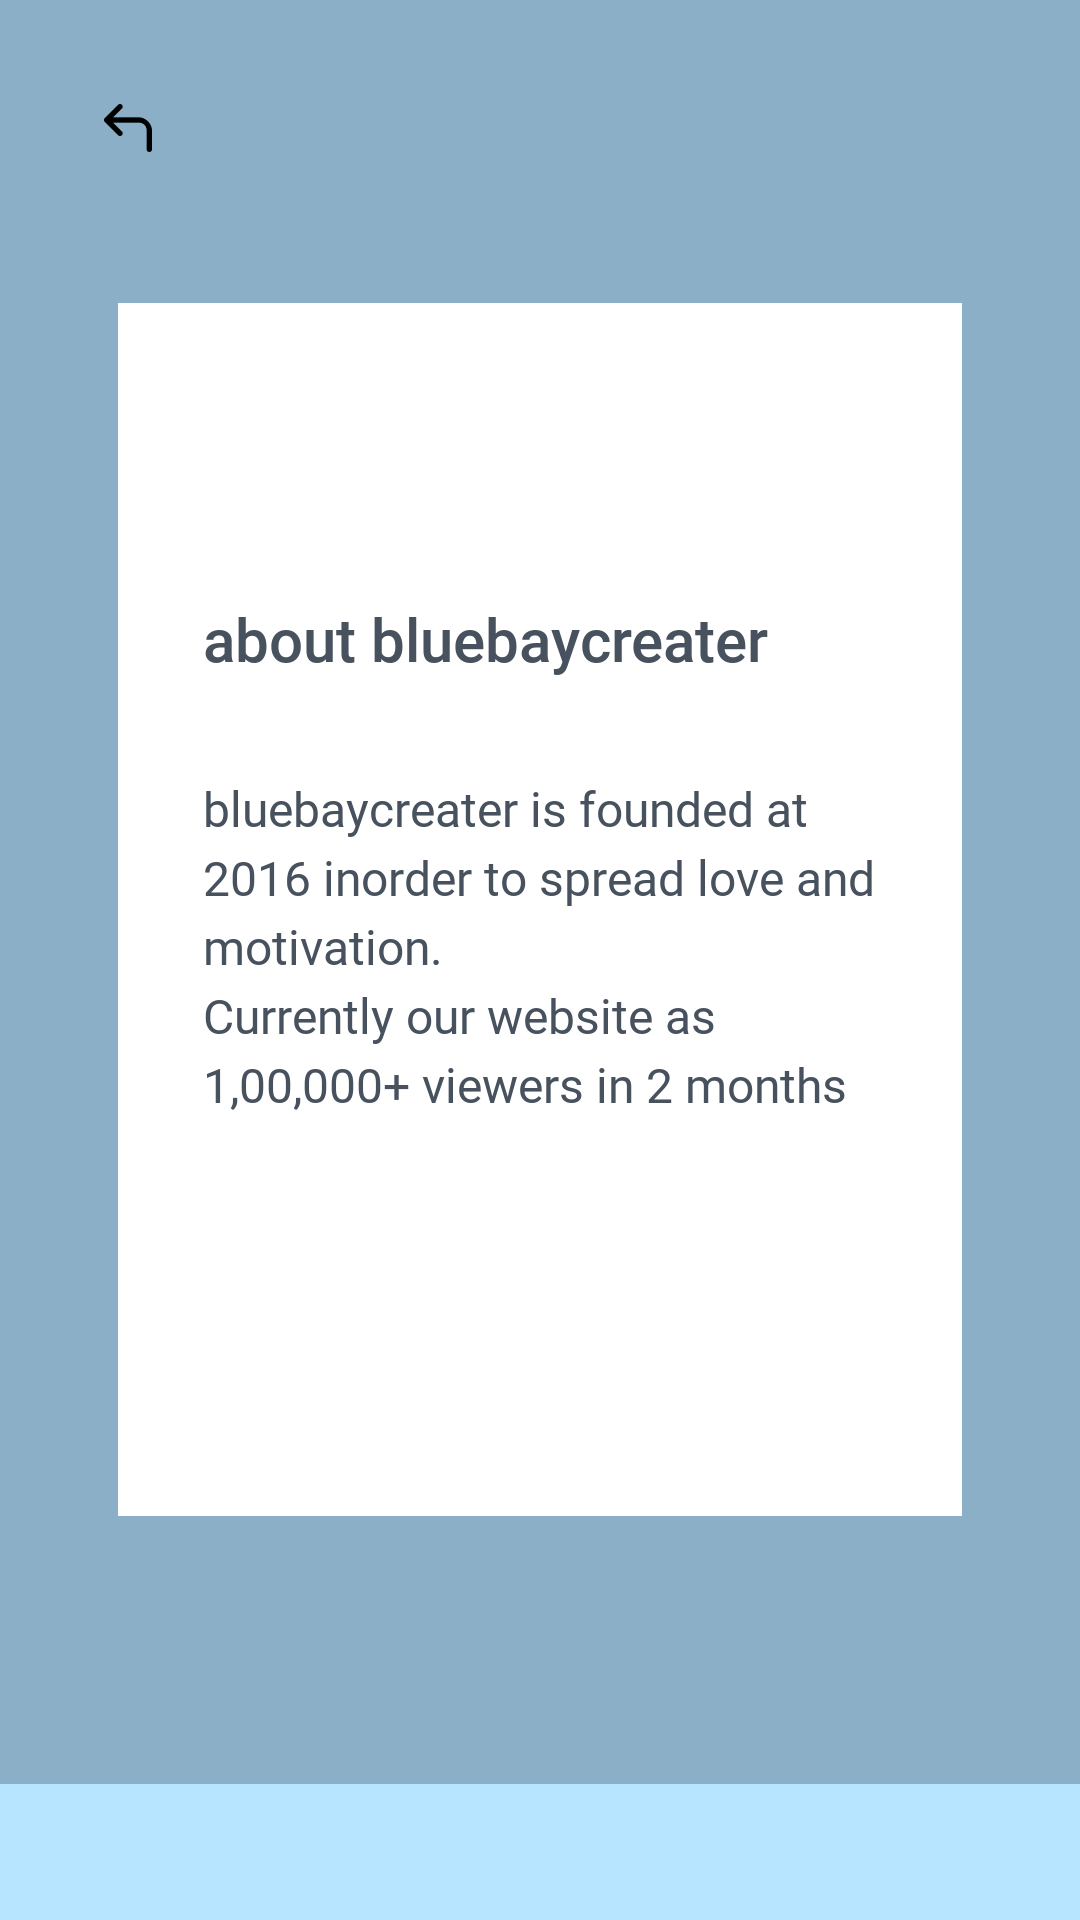 about bluebaycreater
bluebaycreater is founded at
2016 inorder to spread love and
motivation.
Currently our website as
1,00,000+ viewers in 2 months